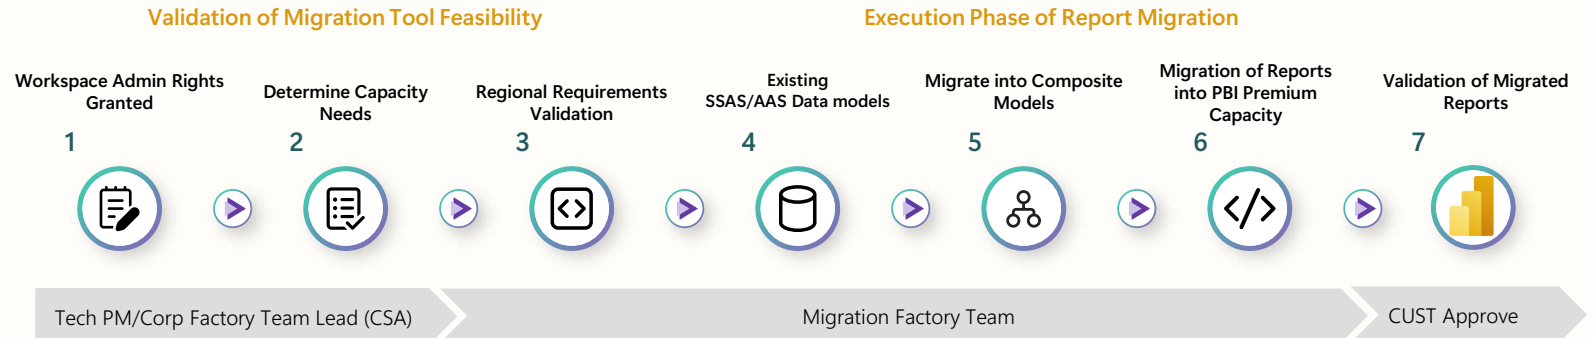 Validation of Migration Tool Feasibility
Execution Phase of Report Migration
Workspace Admin Rights
Granted
1
Determine Capacity
Needs
2
Regional Requirements
Validation
3
Existing
SSAS/AAS Data models
4
Migrate into Composite
Models
5
Migration of Reports
into PBI Premium
Capacity
6
Validation of Migrated
Reports
7
Tech PM/Corp Factory Team Lead (CSA)
Migration Factory Team
CUST Approve